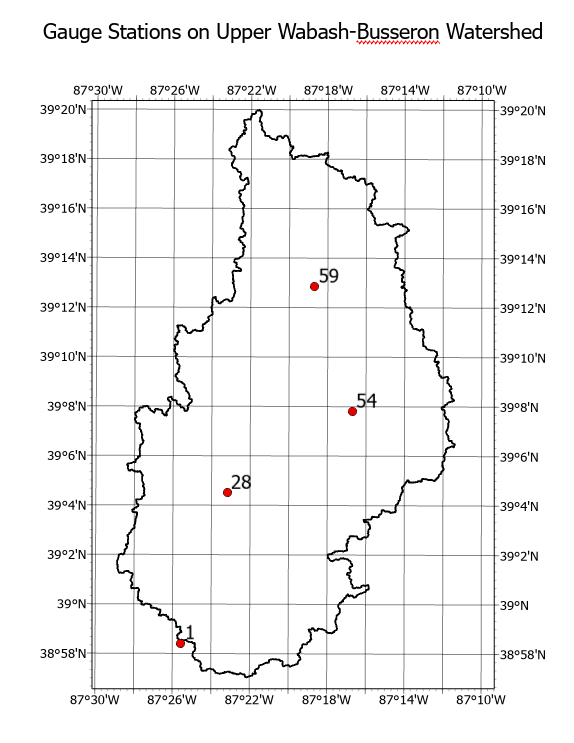 Gauge Stations on Upper Wabash-Busseron Watershed
87°30'W 87°26'W 87°22'W 87°18'W 87°14'W 87°10'W
39°20'N 39°20'N
39°18'N 39°18'N
39°16'N 39°16'N
39°14'N 39°14'N
59
39°12'N 39°12'N
39°10'N 39°10'N
54
39°8'N 39°8'N
39°6'N 39°6'N
28
39°4'N 39°4'N
39°2'N 39°2'N
39°N 39°N
1
38°58'N 38°58'N
87°30'W 87°26'W 87°22'W 87°18'W 87°14'W 87°10'W